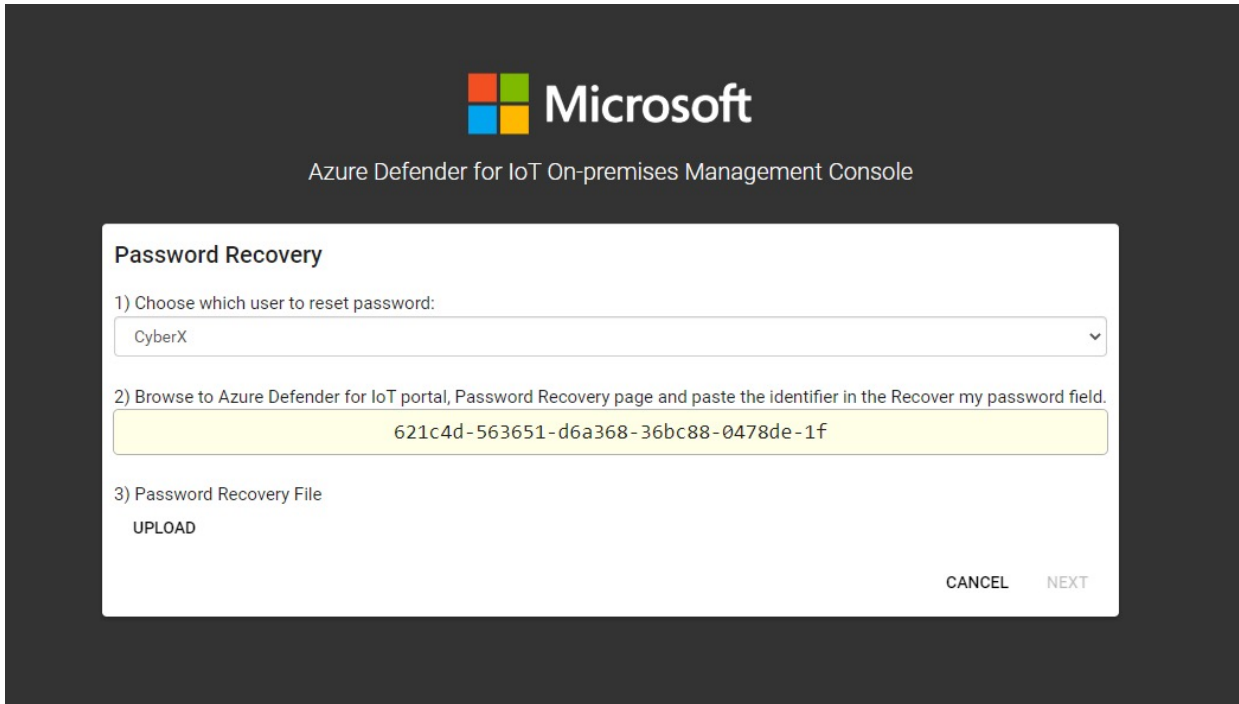 Microsoft
Azure Defender for IoT On-premises Management Console
Password Recovery
1) Choose which user to reset password:
CyberX
2) Browse to Azure Defender for IoT portal, Password Recovery page and paste the identifier in the Recover my password field.
621c4d-563651-d6a368-36bc88-0478de-1f
3) Password Recovery File
UPLOAD
CANCEL NEXT